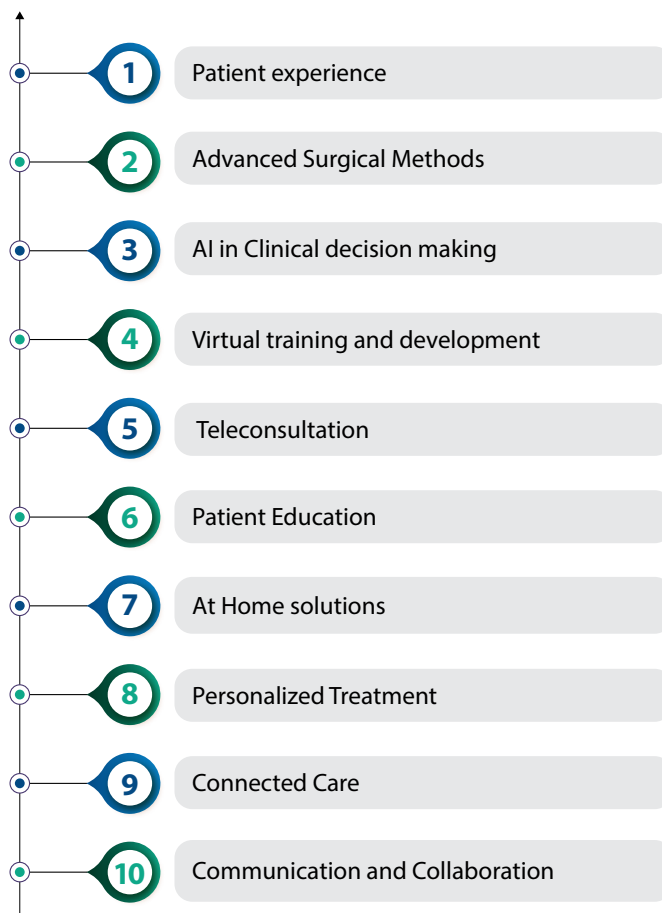 1 Patient experience
2 Advanced Surgical Methods
3 AI in Clinical decision making
4 Virtual training and development
5 Teleconsultation
6 Patient Education
7 At Home solutions
8 Personalized Treatment
9 Connected Care
10 Communication and Collaboration